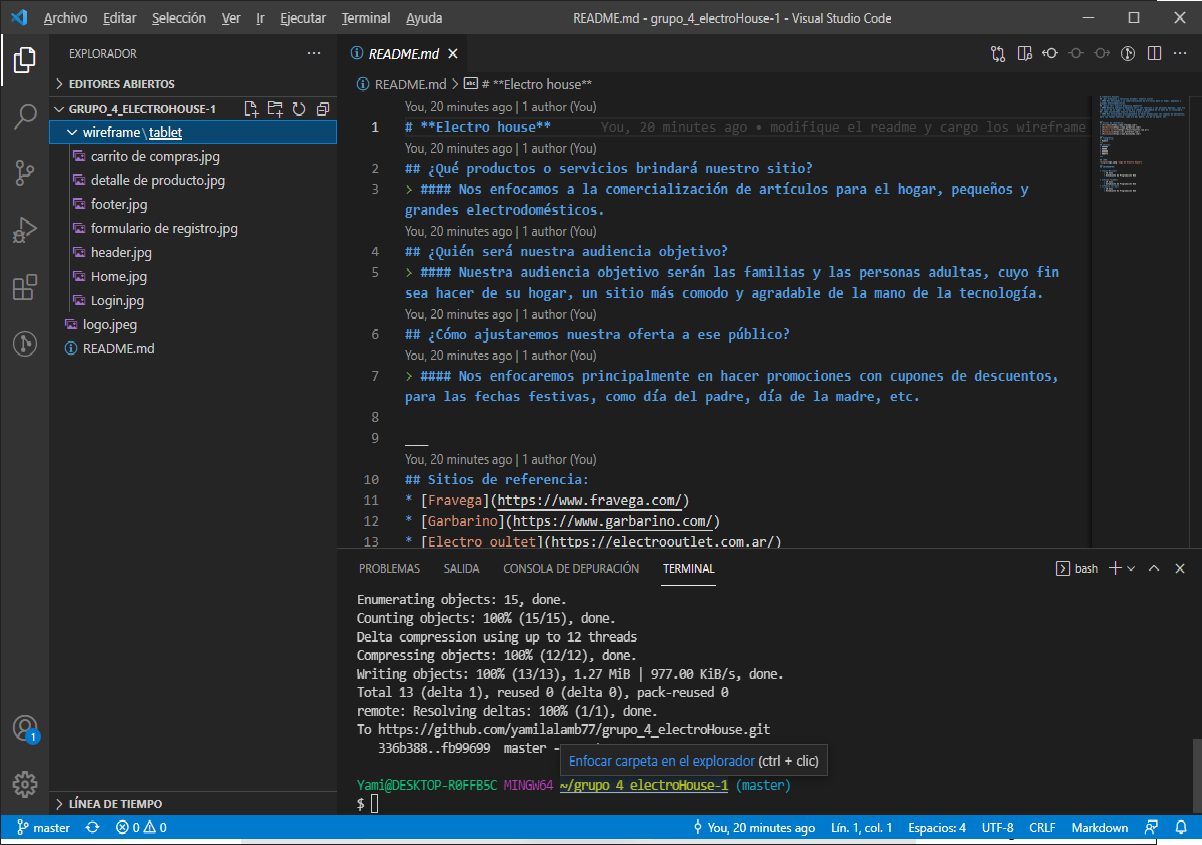 Archivo Editar Selección Ver Ir Ejecutar Terminal Ayuda README.md - grupo_4_electroHouse-1 - Visual Studio Code
EXPLORADOR
EDITORES ABIERTOS
GRUPO_4_ELECTROHOUSE-1
wireframe\tablet
carrito de compras.jpg
detalle de producto.jpg
footer.jpg
formulario de registro.jpg
header.jpg
Home.jpg
Login.jpg
logo.jpeg
README.md
LÍNEA DE TIEMPO
README.md
README.md > # **Electro house**
You, 20 minutes ago | 1 author (You)
1 # **Electro house** You, 20 minutes ago • modifique el readme y cargo los wireframe
You, 20 minutes ago | 1 author (You)
2 ## ¿Qué productos o servicios brindará nuestro sitio?
3 > #### Nos enfocamos a la comercialización de artículos para el hogar, pequeños y
grandes electrodomésticos.
You, 20 minutes ago | 1 author (You)
4 ## ¿Quién será nuestra audiencia objetivo?
5 > #### Nuestra audiencia objetivo serán las familias y las personas adultas, cuyo fin
sea hacer de su hogar, un sitio más comodo y agradable de la mano de la tecnología.
You, 20 minutes ago | 1 author (You)
6 ## ¿Cómo ajustaremos nuestra oferta a ese público?
You, 20 minutes ago | 1 author (You)
7 > #### Nos enfocaremos principalmente en hacer promociones con cupones de descuentos,
para las fechas festivas, como día del padre, día de la madre, etc.
8
9 ___
You, 20 minutes ago | 1 author (You)
10 ## Sitios de referencia:
11 * [Fravega](https://www.fravega.com/)
12 * [Garbarino](https://www.garbarino.com/)
13 * [Electro oultet](https://electrooutlet.com.ar/)
PROBLEMAS SALIDA CONSOLA DE DEPURACIÓN TERMINAL bash
Enumerating objects: 15, done.
Counting objects: 100% (15/15), done.
Delta compression using up to 12 threads
Compressing objects: 100% (12/12), done.
Writing objects: 100% (13/13), 1.27 MiB | 977.00 KiB/s, done.
Total 13 (delta 1), reused 0 (delta 0), pack-reused 0
remote: Resolving deltas: 100% (1/1), done.
To https://github.com/yamilalamb77/grupo_4_electroHouse.git
336b388..fb99699 master -
Enfocar carpeta en el explorador (ctrl + clic)
Yami@DESKTOP-R0FFB5C MINGW64 ~/grupo_4_electroHouse-1 (master)
$
1
master 0 0 You, 20 minutes ago Lín. 1, col. 1 Espacios: 4 UTF-8 CRLF Markdown